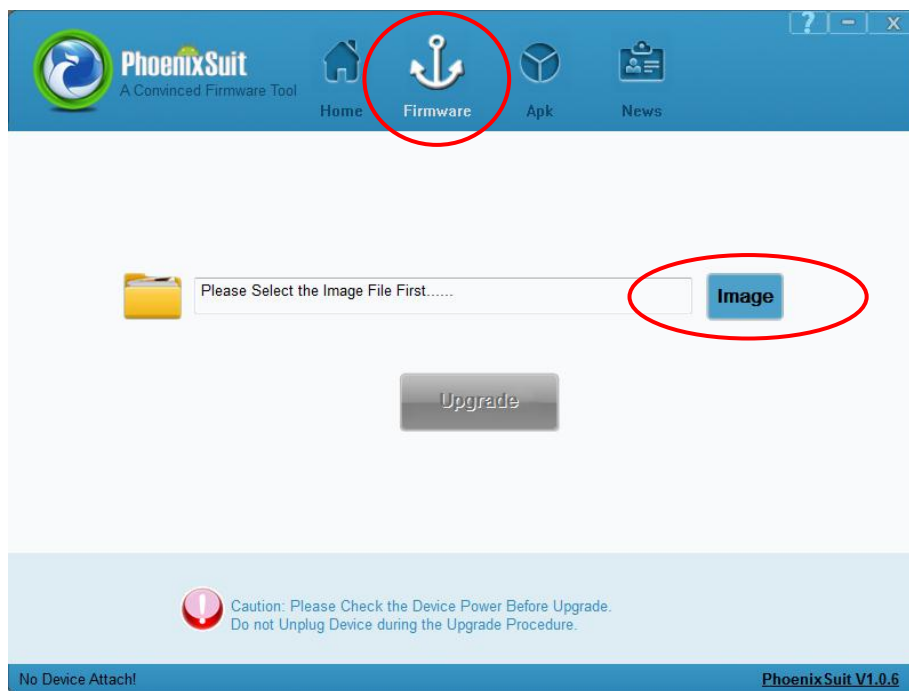 ? – X
PhoenixSuit
A Convinced Firmware Tool
Home Firmware Apk News
Please Select the Image File First......
Image
Upgrade
Caution: Please Check the Device Power Before Upgrade.
Do not Unplug Device during the Upgrade Procedure.
No Device Attach!
PhoenixSuit V1.0.6